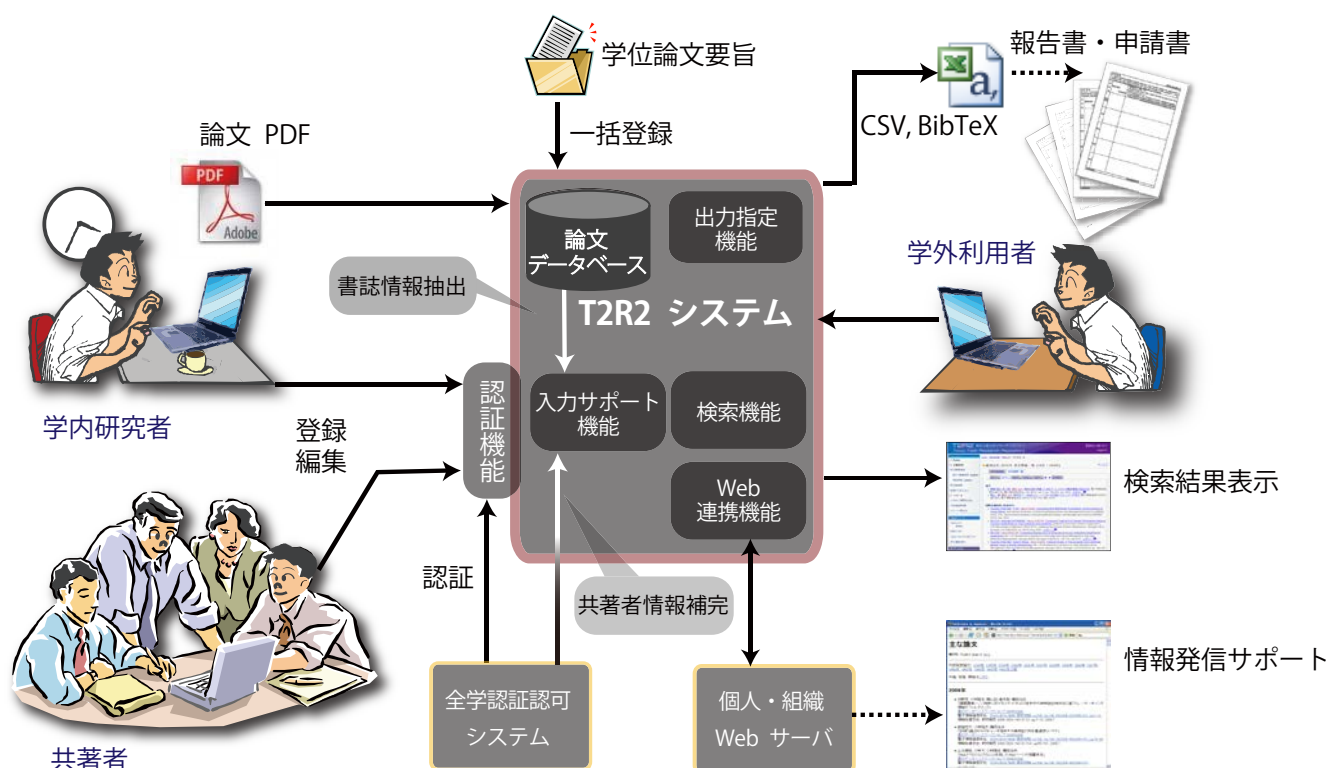 学位論文要旨
報告書・申請書
論文 PDF
一括登録
CSV, BibTeX
PDF
Adobe
a,
論文
データベース
出力指定
機能
学外利用者
書誌情報抽出
T2R2 システム
認証機能
入力サポート
機能
検索機能
学内研究者
登録
編集
Web
連携機能
検索結果表示
認証
共著者情報補完
主な論文
情報発信サポート
全学認証認可
システム
個人・組織
Web サーバ
共著者